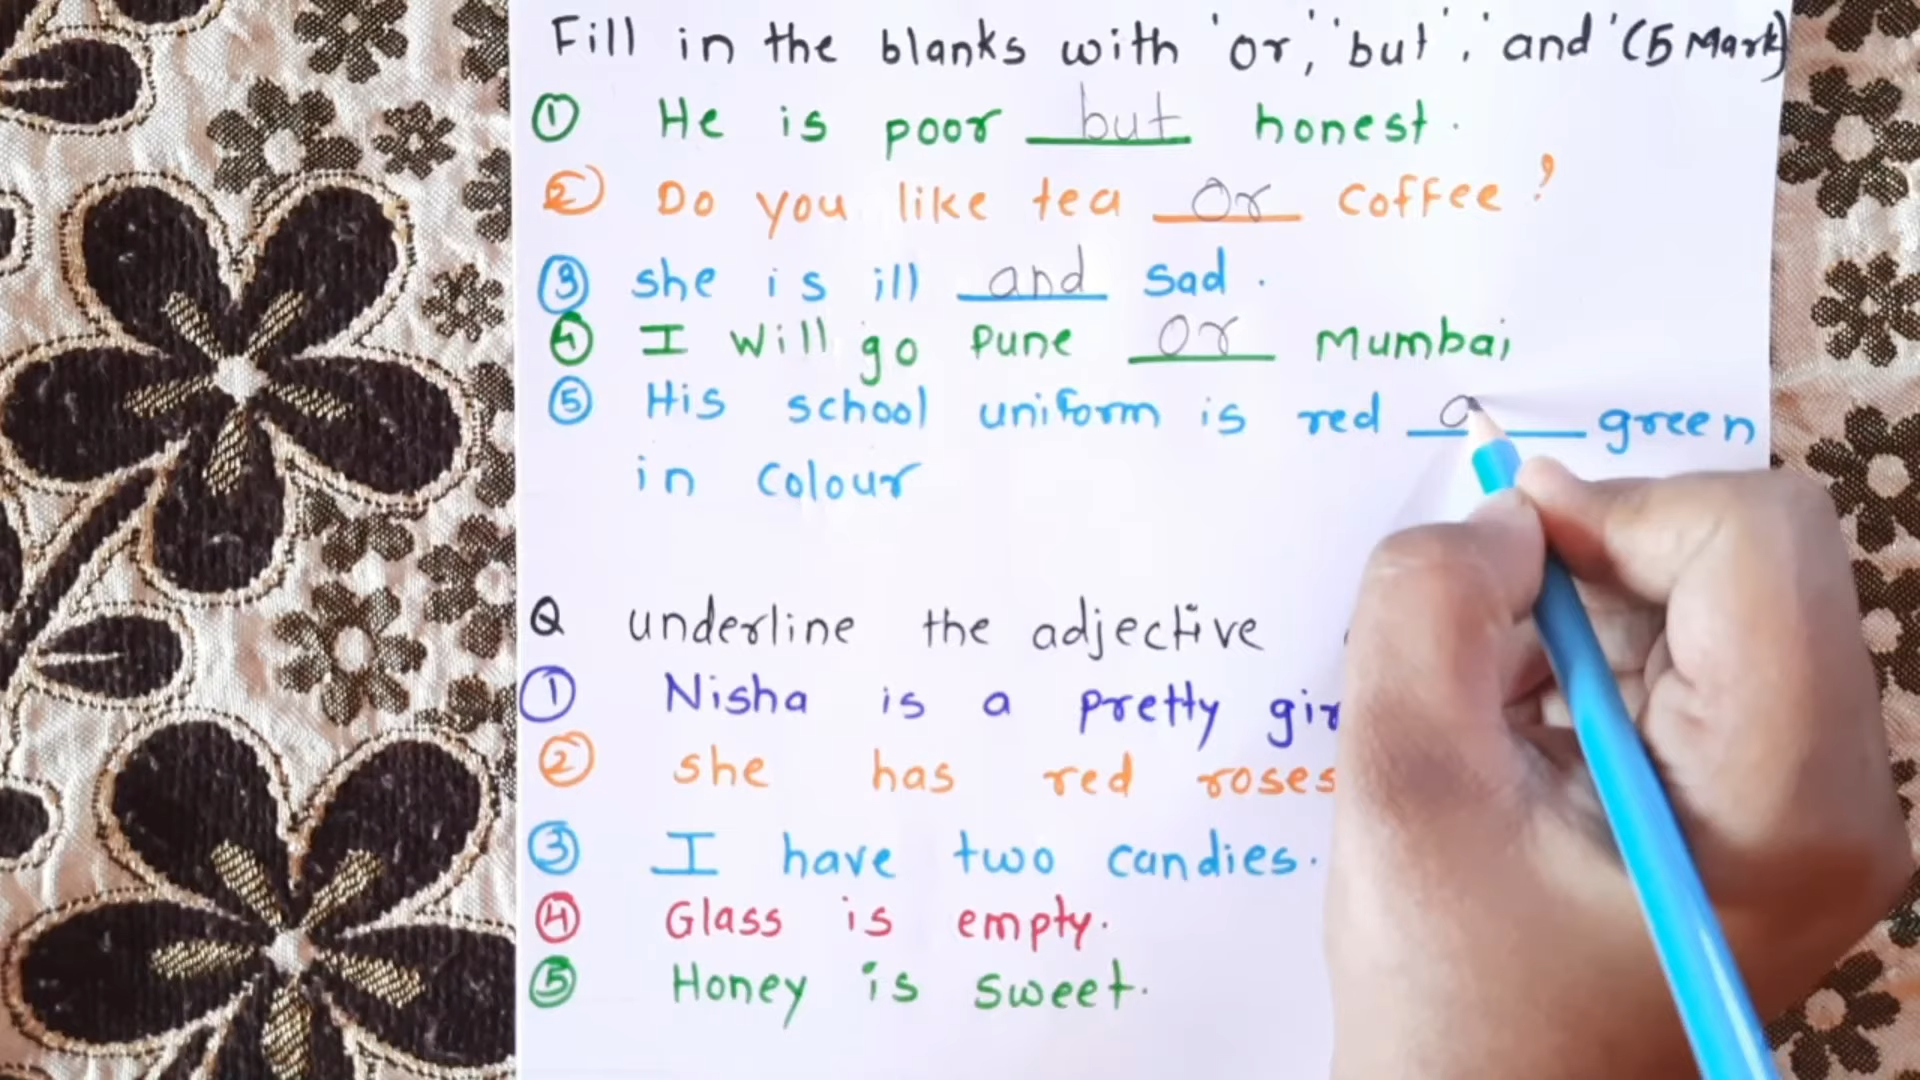 Fill in the blanks with 'or', 'but', 'and' (5 Mark)
① He is poor but honest.
② Do you like tea or coffee?
③ she is ill and sad.
④ I will go Pune or Mumbai
⑤ His school uniform is red a green
in colour
Q underline the adjective
① Nisha is a pretty gir
② she has red roses
③ I have two candies.
④ Glass is empty.
⑤ Honey is sweet.